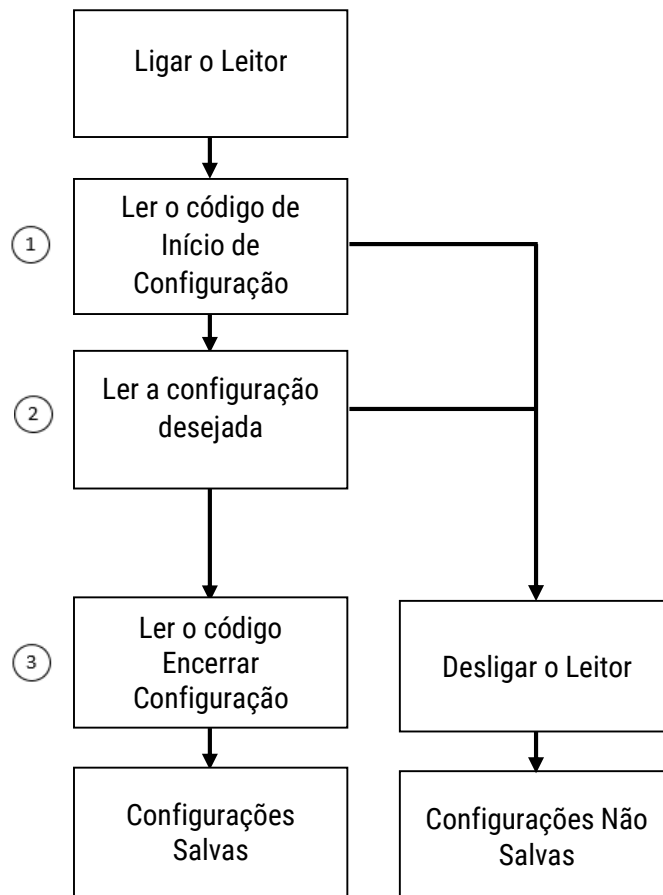 Ligar o Leitor
1
Ler o código de
Início de
Configuração
2
Ler a configuração
desejada
3
Ler o código
Encerrar
Configuração
Desligar o Leitor
Configurações
Salvas
Configurações Não
Salvas